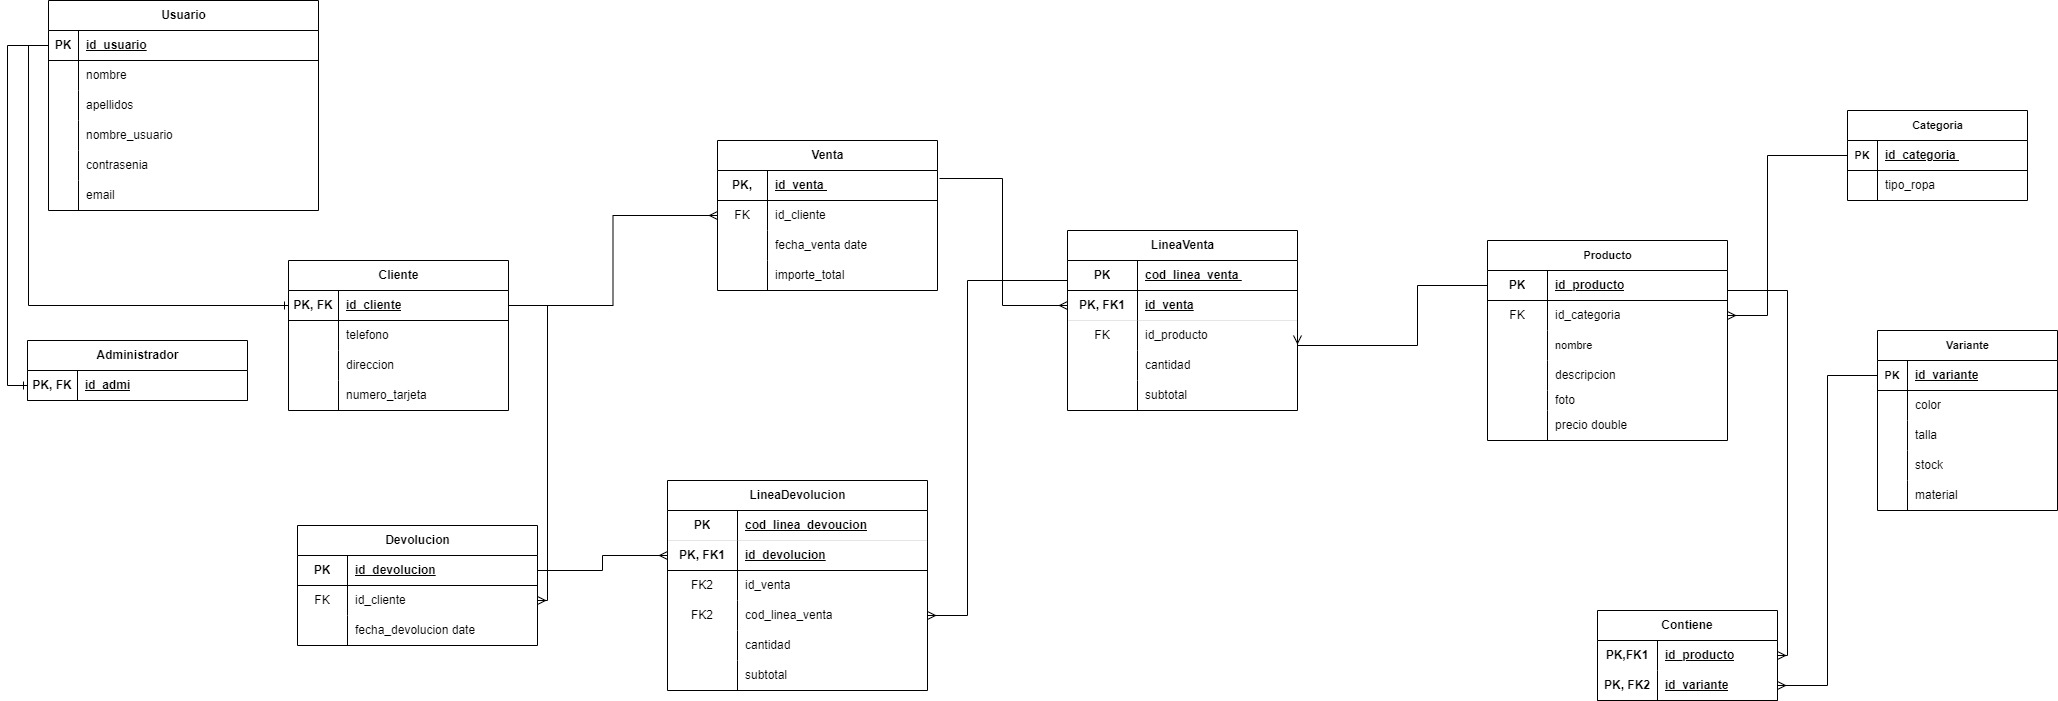 Usuario
PK id_usuario
nombre
apellidos
nombre_usuario
contrasenia
email
Cliente
PK, FK id_cliente
telefono
direccion
numero_tarjeta
Administrador
PK, FK id_admi
Venta
PK, id_venta
FK id_cliente
fecha_venta date
importe_total
LineaVenta
PK cod_linea_venta
PK, FK1 id_venta
FK id_producto
cantidad
subtotal
Producto
PK id_producto
FK id_categoria
nombre
descripcion
foto
precio double
Categoria
PK id_categoria
tipo_ropa
Variante
PK id_variante
color
talla
stock
material
Devolucion
PK id_devolucion
FK id_cliente
fecha_devolucion date
LineaDevolucion
PK cod_linea_devoucion
PK, FK1 id_devolucion
FK2 id_venta
FK2 cod_linea_venta
cantidad
subtotal
Contiene
PK,FK1 id_producto
PK, FK2 id_variante